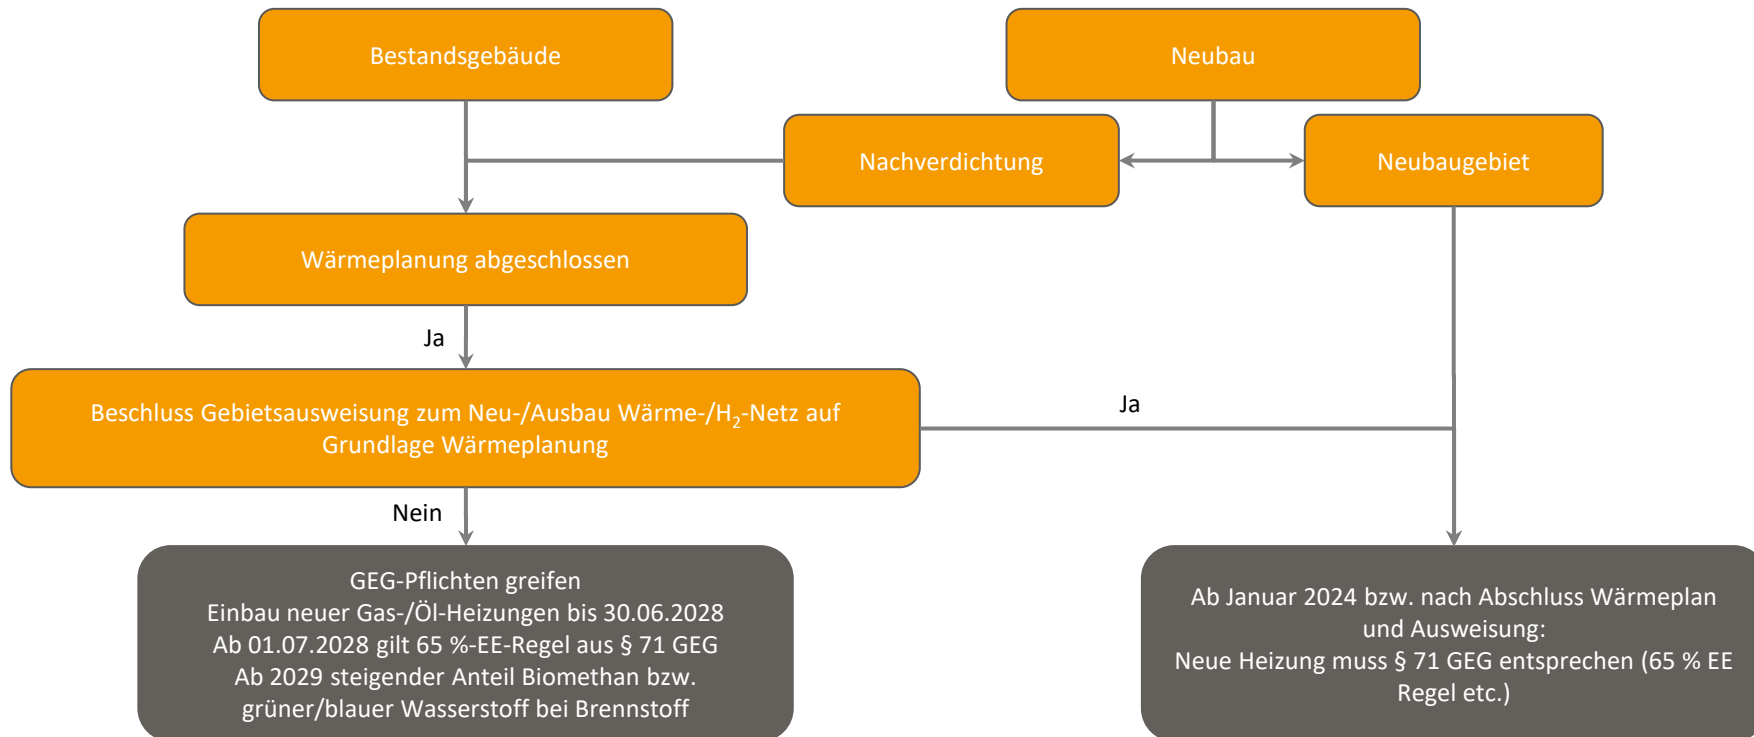 Bestandsgebäude
Neubau
Nachverdichtung
Neubaugebiet
Wärmeplanung abgeschlossen
Ja
Beschluss Gebietsausweisung zum Neu-/Ausbau Wärme-/H₂-Netz auf
Grundlage Wärmeplanung
Ja
Nein
GEG-Pflichten greifen
Einbau neuer Gas-/Öl-Heizungen bis 30.06.2028
Ab 01.07.2028 gilt 65 %-EE-Regel aus § 71 GEG
Ab 2029 steigender Anteil Biomethan bzw.
grüner/blauer Wasserstoff bei Brennstoff
Ab Januar 2024 bzw. nach Abschluss Wärmeplan
und Ausweisung:
Neue Heizung muss § 71 GEG entsprechen (65 % EE
Regel etc.)